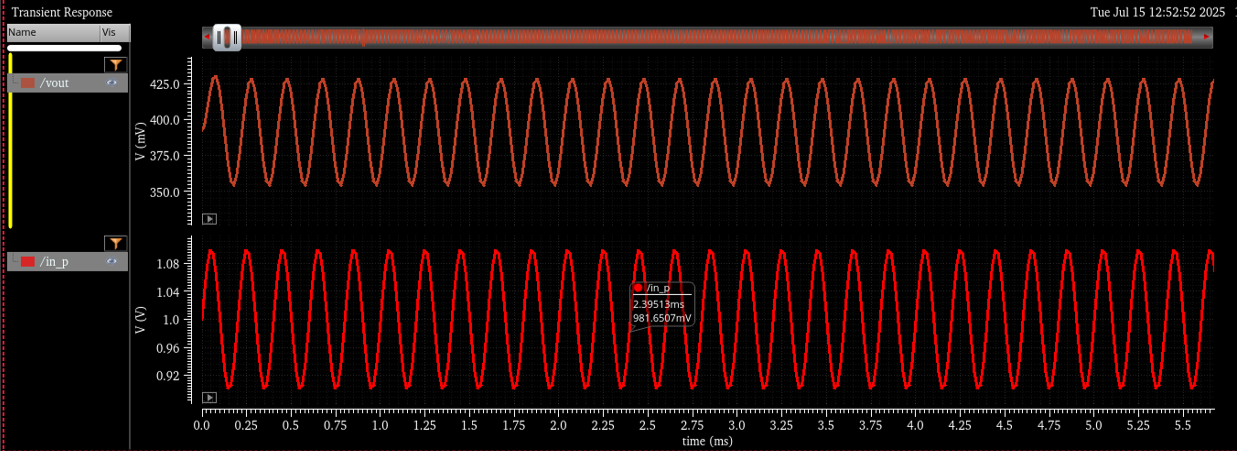 Transient Response
Tue Jul 15 12:52:52 2025
Name Vis
/vout
V (mV)
425.0
400.0
375.0
350.0
/in_p
V (V)
1.08
1.04
1.0
0.96
0.92
/in_p
2.39513ms
981.6507mV
0.0 0.25 0.5 0.75 1.0 1.25 1.5 1.75 2.0 2.25 2.5 2.75 3.0 3.25 3.5 3.75 4.0 4.25 4.5 4.75 5.0 5.25 5.5
time (ms)